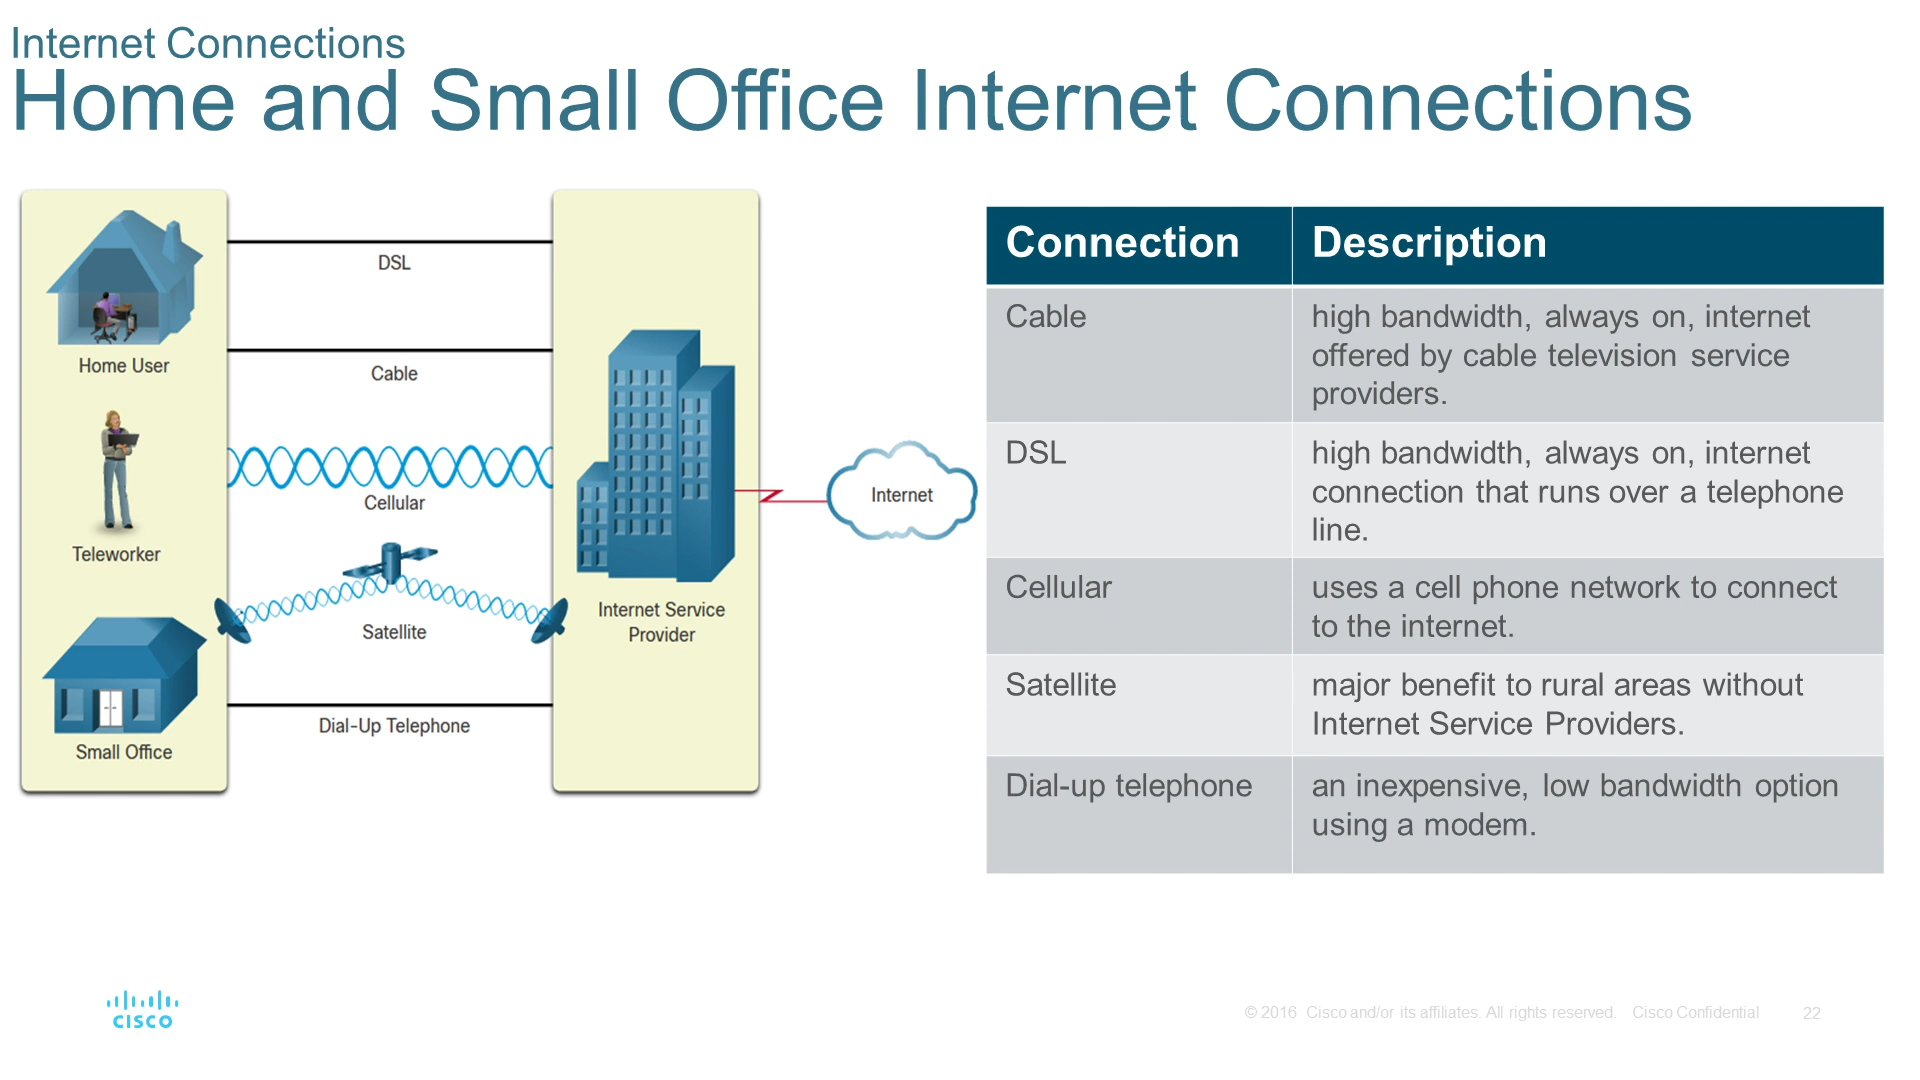 Internet Connections
Home and Small Office Internet Connections
DSL
Cable
Cellular
Satellite
Dial-Up Telephone
Home User
Teleworker
Small Office
Internet Service
Provider
Internet
Connection Description
Cable high bandwidth, always on, internet
offered by cable television service
providers.
DSL high bandwidth, always on, internet
connection that runs over a telephone
line.
Cellular uses a cell phone network to connect
to the internet.
Satellite major benefit to rural areas without
Internet Service Providers.
Dial-up telephone an inexpensive, low bandwidth option
using a modem.
CISCO
© 2016 Cisco and/or its affiliates. All rights reserved. Cisco Confidential 22